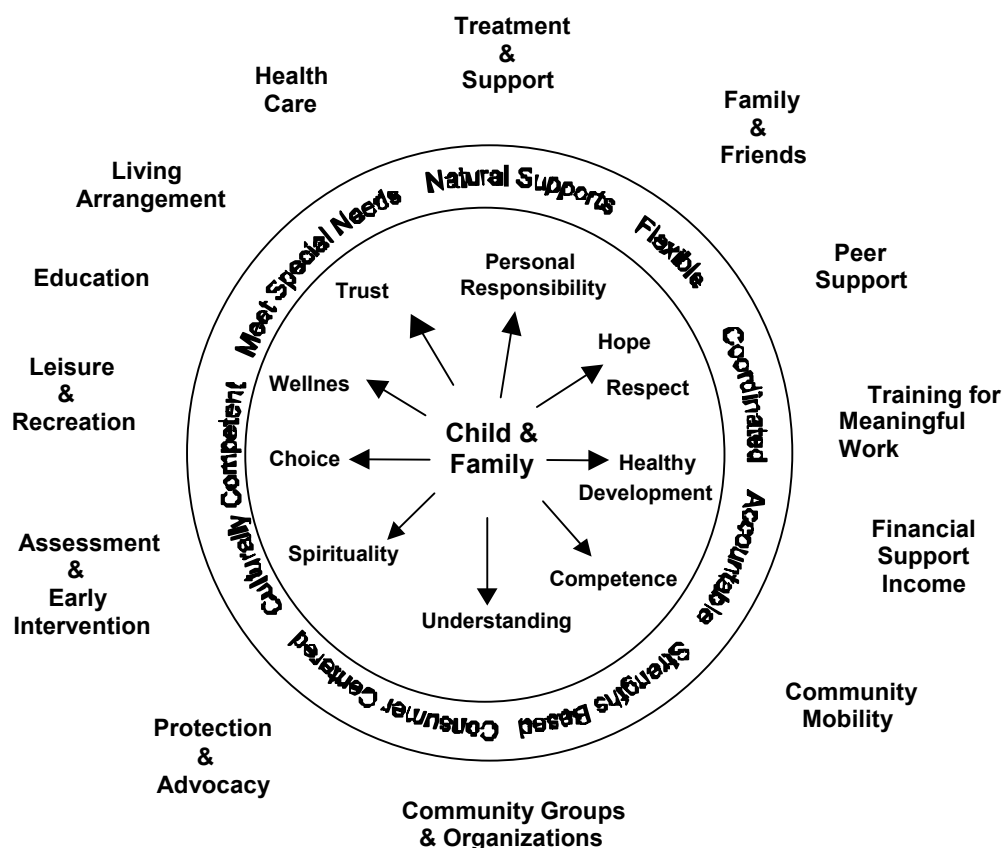 Treatment
&
Support
Health
Care
Family
&
Friends
Living
Arrangement
Peer
Support
Education
Leisure
&
Recreation
Training for
Meaningful
Work
Assessment
&
Early
Intervention
Financial
Support
Income
Community
Mobility
Protection
&
Advocacy
Community Groups
& Organizations
Meet Special Needs
Natural Supports
Flexible
Coordinated
Accountable
Strengths Based
Consumer Centered
Culturally Competent
Trust
Personal
Responsibility
Hope
Respect
Wellnes
Child &
Family
Choice
Healthy
Development
Spirituality
Competence
Understanding